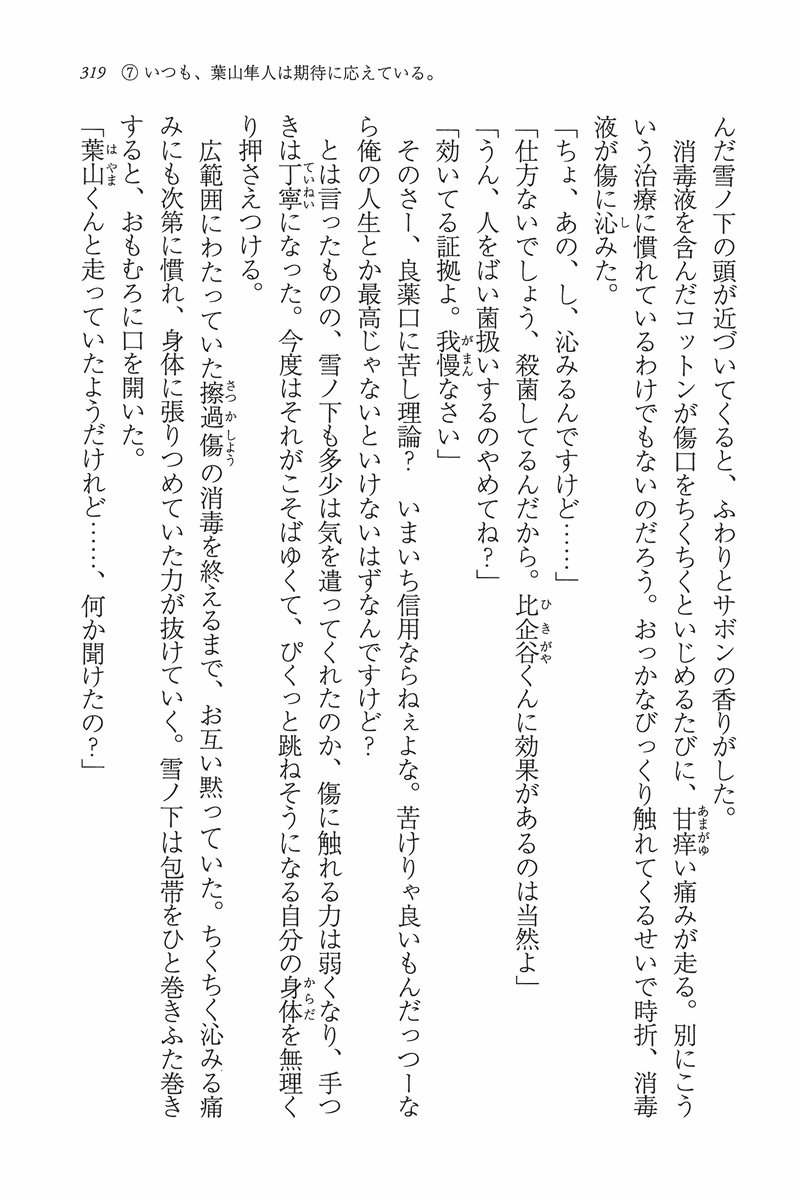 319 ⑦いつも、葉山隼人は期待に応えている。
んだ雪ノ下の頭が近づいてくると、ふわりとサボンの香りがした。
消毒液を含んだコットンが傷口をちくちくといじめるたびに、甘痒い痛みが走る。別にこう
いう治療に慣れているわけでもないのだろう。おっかなびっくり触れてくるせいで時折、消毒
液が傷に沁みた。
「ちょ、あの、し、沁みるんですけど……」
「仕方ないでしょう、殺菌してるんだから。比企谷くんに効果があるのは当然よ」
「うん、人をばい菌扱いするのやめてね？」
「効いてる証拠よ。我慢なさい」
そのさー、良薬口に苦し理論？　いまいち信用ならねぇよな。苦けりゃ良いもんだっつーな
ら俺の人生とか最高じゃないといけないはずなんですけど？
とは言ったものの、雪ノ下も多少は気を遣ってくれたのか、傷に触れる力は弱くなり、手つ
きは丁寧になった。今度はそれがこそばゆくて、ぴくっと跳ねそうになる自分の身体を無理く
り押さえつける。
広範囲にわたっていた擦過傷の消毒を終えるまで、お互い黙っていた。ちくちく沁みる痛
みにも次第に慣れ、身体に張りつめていた力が抜けていく。雪ノ下は包帯をひと巻きふた巻き
すると、おもむろに口を開いた。
「葉山くんと走っていたようだけれど……、何か聞けたの？」